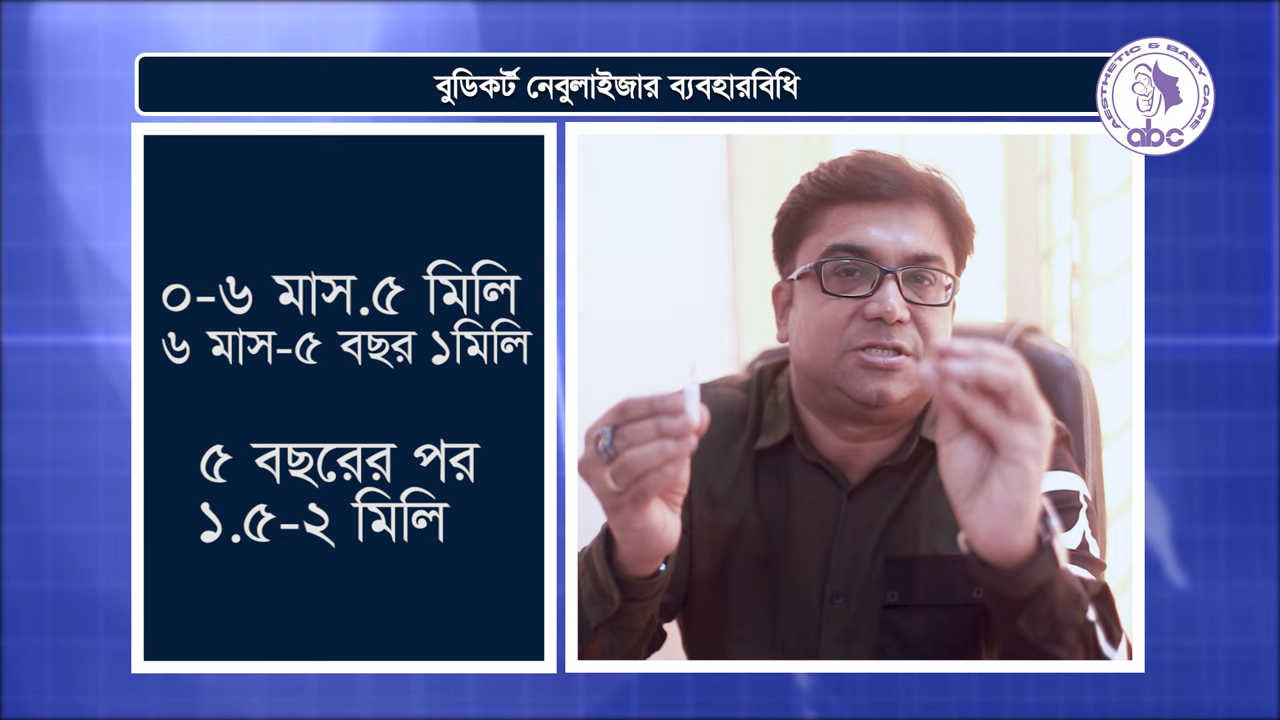 বুডিকর্ট নেবুলাইজার ব্যবহারবিধি
AESTHETIC & BABY CARE
abc
০-৬ মাস.৫ মিলি
৬ মাস-৫ বছর ১মিলি
৫ বছরের পর
১.৫-২ মিলি